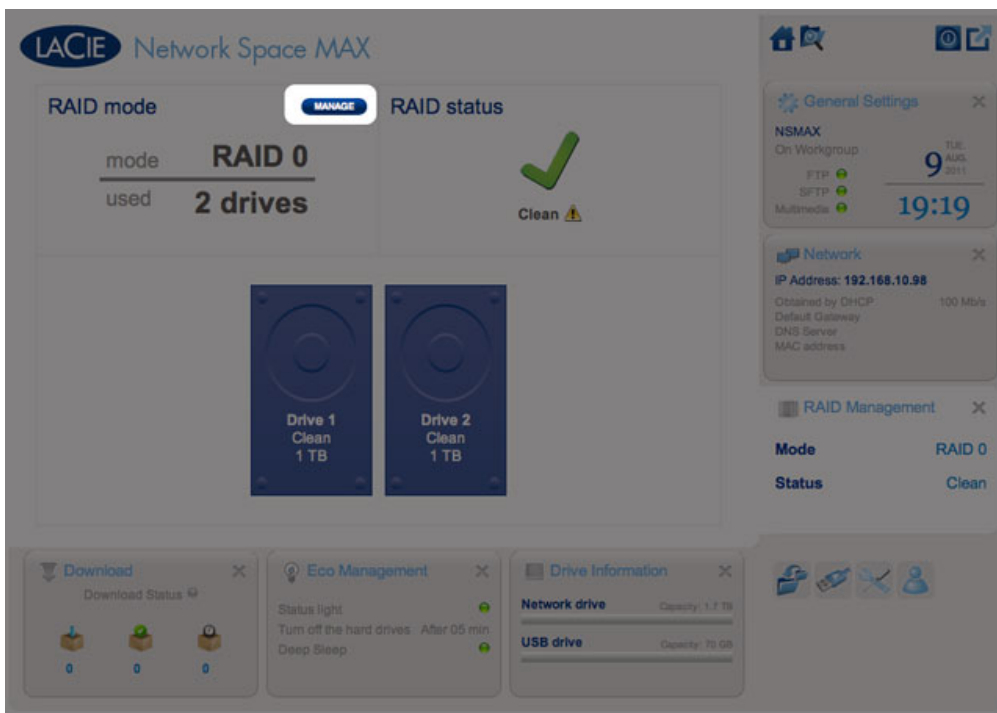 LACIE Network Space MAX
RAID mode
MANAGE
mode RAID 0
used 2 drives
RAID status
Clean
Drive 1
Clean
1 TB
Drive 2
Clean
1 TB
General Settings
NSMAX
On Workgroup
FTP
SFTP
Multimedia
9
TUE.
AUG.
2011
19:19
Network
IP Address: 192.168.10.98
Obtained by DHCP 100 Mb/s
Default Gateway
DNS Server
MAC address
RAID Management
Mode RAID 0
Status Clean
Download
Download Status
0 0 0
Eco Management
Status light
Turn off the hard drives After 05 min
Deep Sleep
Drive Information
Network drive Capacity: 1.7 TB
USB drive Capacity: 70 GB